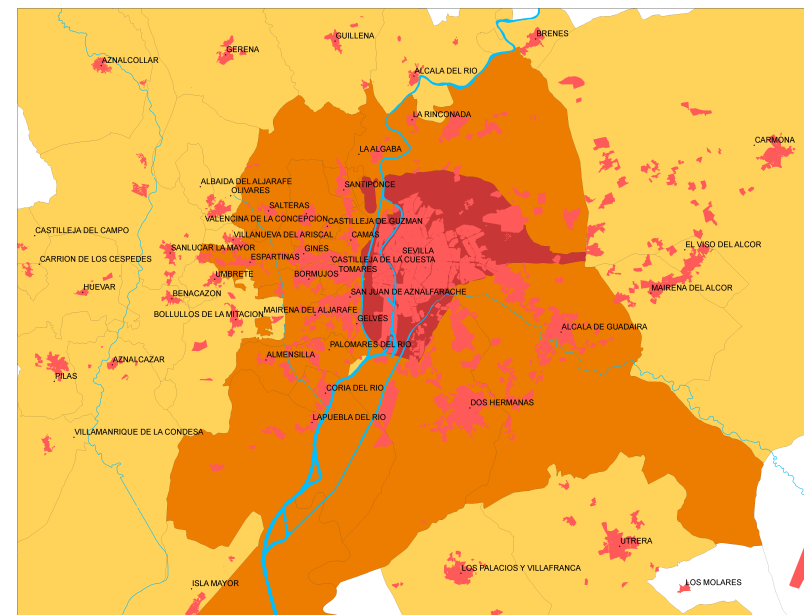 BRENES
GUILLENA
GERENA
AZNALCOLLAR
ALCALA DEL RIO
LA RINCONADA
CARMONA
LA ALGABA
ALBAIDA DEL ALJARAFE
SANTIPONCE
OLIVARES
SALTERAS
VALENCINA DE LA CONCEPCION
CASTILLEJA DE GUZMAN
CASTILLEJA DEL CAMPO
VILLANUEVA DEL ARISCAL
CAMAS
EL VISO DEL ALCOR
SANLUCAR LA MAYOR
GINES
SEVILLA
ESPARTINAS
CARRION DE LOS CESPEDES
CASTILLEJA DE LA CUESTA
TOMARES
UMBRETE
BORMUJOS
HUEVAR
MAIRENA DEL ALCOR
BENACAZON
SAN JUAN DE AZNALFARACHE
MAIRENA DEL ALJARAFE
BOLLULLOS DE LA MITACION
GELVES
ALCALA DE GUADAIRA
PALOMARES DEL RIO
ALMENSILLA
AZNALCAZAR
PILAS
CORIA DEL RIO
DOS HERMANAS
LAPUEBLA DEL RIO
VILLAMANRIQUE DE LA CONDESA
UTRERA
LOS PALACIOS Y VILLAFRANCA
ISLA MAYOR
LOS MOLARES